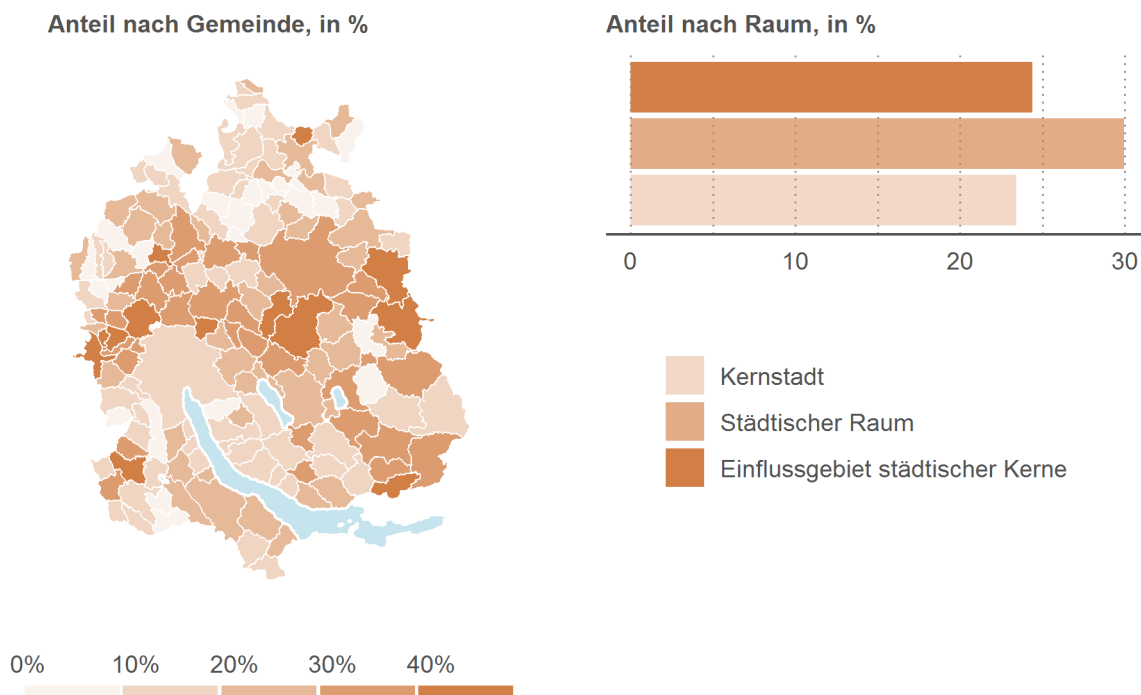 Anteil nach Gemeinde, in %
0% 10% 20% 30% 40%
Anteil nach Raum, in %
0 10 20 30
Kernstadt
Städtischer Raum
Einflussgebiet städtischer Kerne